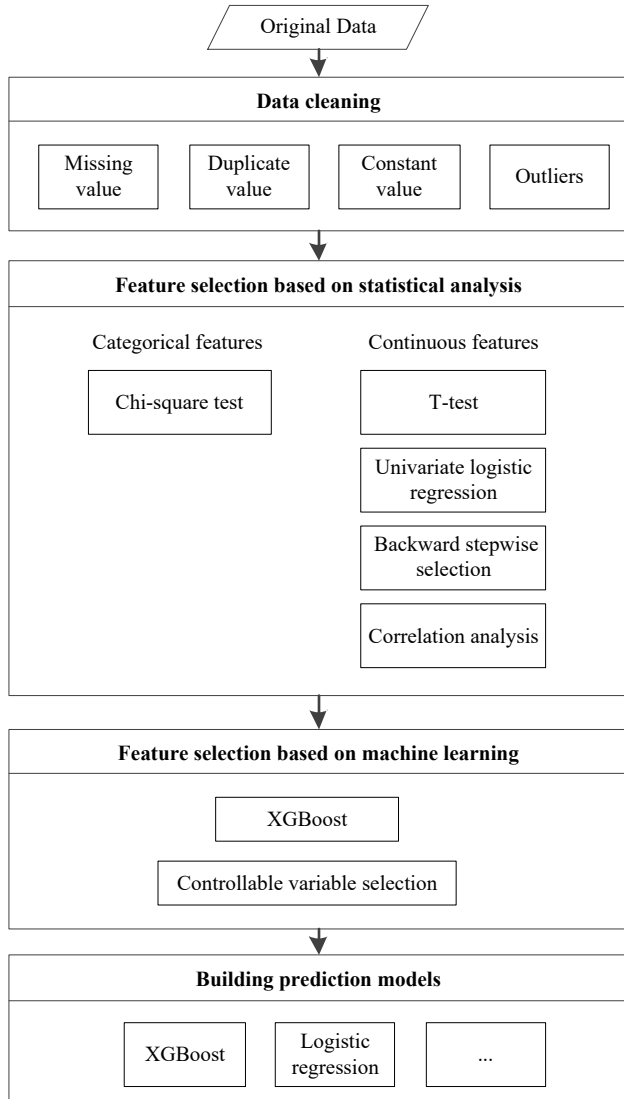 Original Data
Data cleaning
Missing
value
Duplicate
value
Constant
value
Outliers
Feature selection based on statistical analysis
Categorical features
Chi-square test
Continuous features
T-test
Univariate logistic
regression
Backward stepwise
selection
Correlation analysis
Feature selection based on machine learning
XGBoost
Controllable variable selection
Building prediction models
XGBoost
Logistic
regression
...